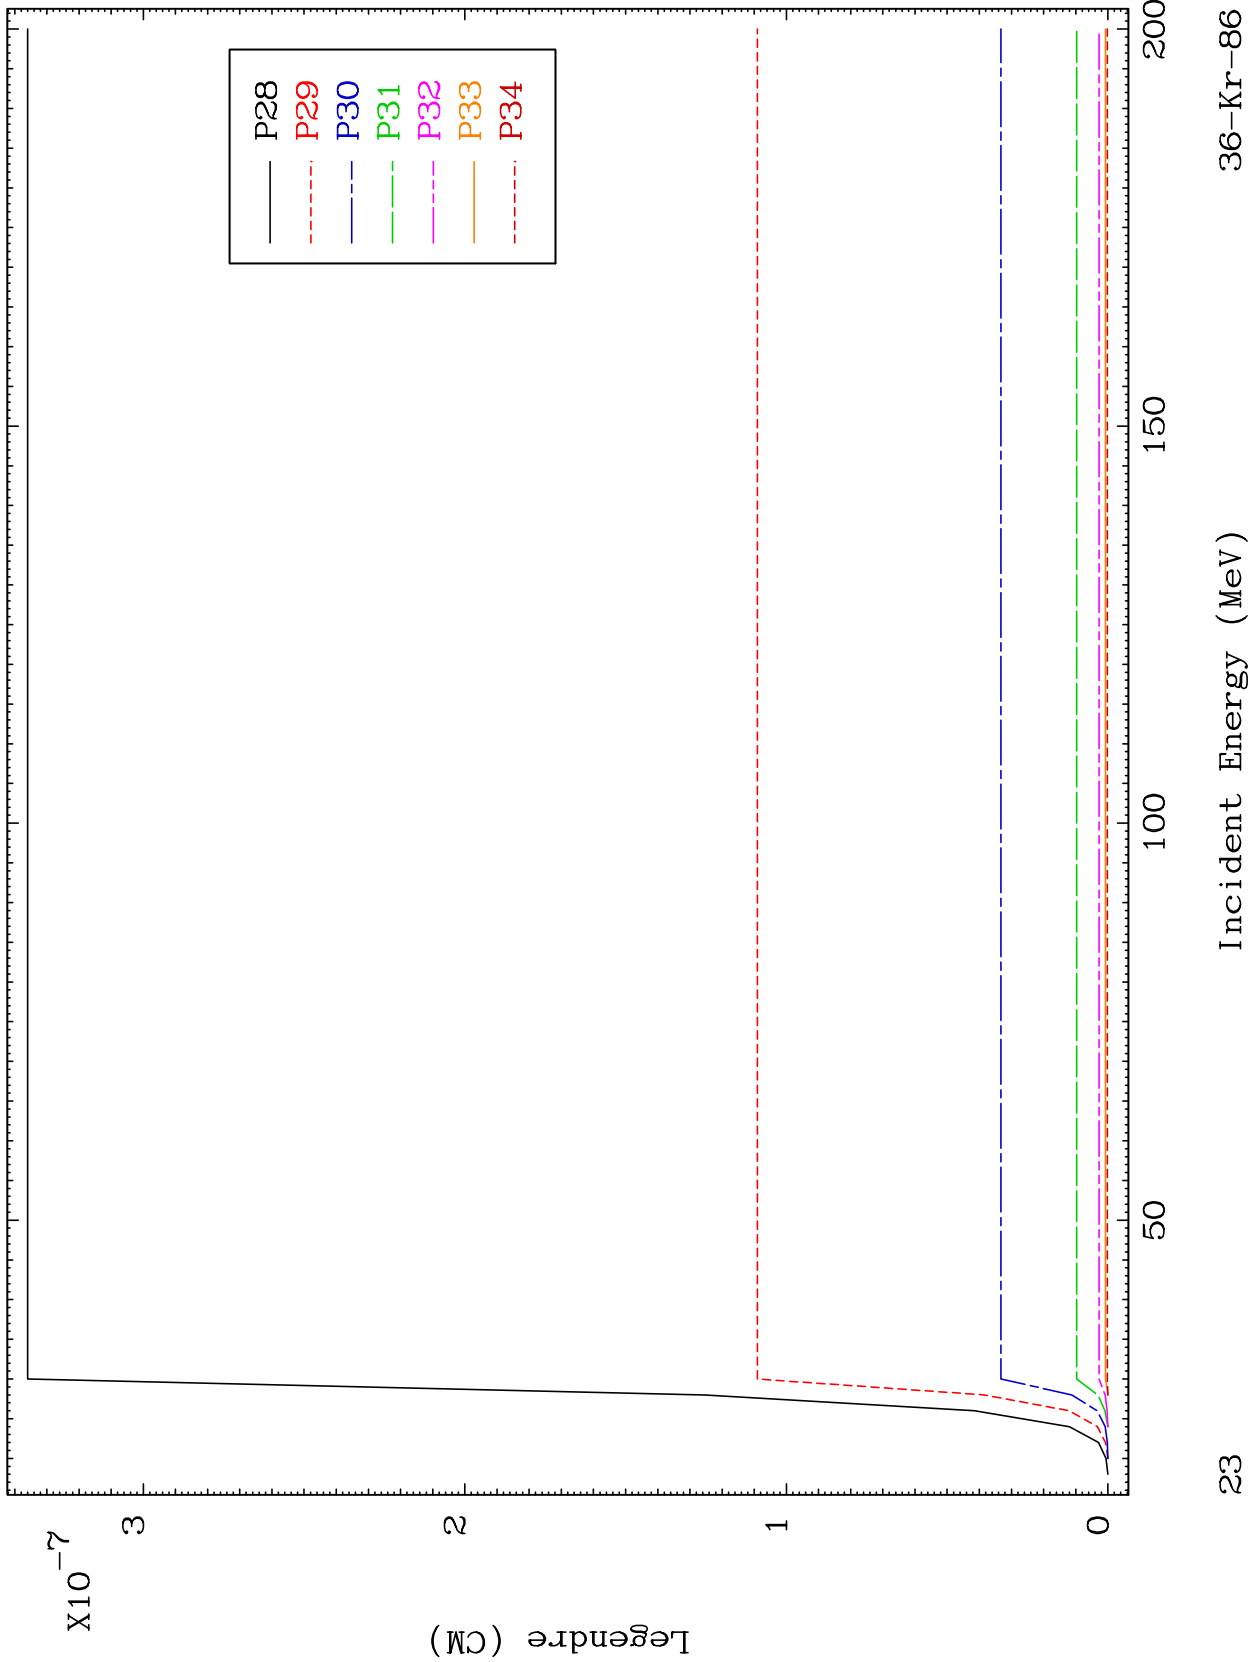 X10-7
3
2
1
0
Legendre (CM)
P28
P29
P30
P31
P32
P33
P34
50
100
150
200
Incident Energy (MeV)
23
36-Kr-86